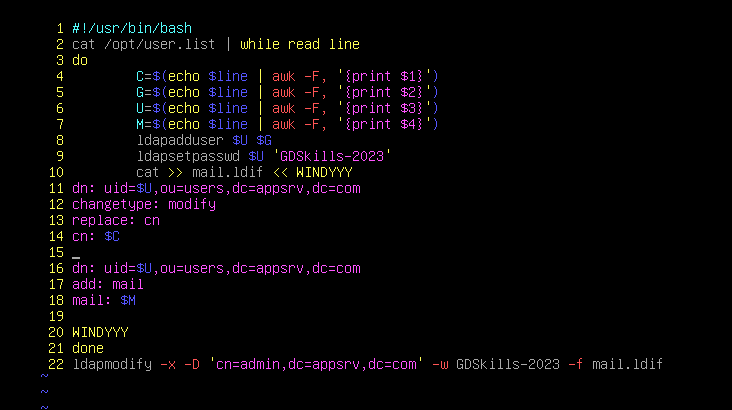 1 #!/usr/bin/bash
2 cat /opt/user.list | while read line
3 do
4         C=$(echo $line | awk -F, '{print $1}')
5         G=$(echo $line | awk -F, '{print $2}')
6         U=$(echo $line | awk -F, '{print $3}')
7         M=$(echo $line | awk -F, '{print $4}')
8         ldapadduser $U $G
9         ldapsetpasswd $U 'GDSkills-2023'
10         cat >> mail.ldif << WINDYYY
11 dn: uid=$U,ou=users,dc=appsrv,dc=com
12 changetype: modify
13 replace: cn
14 cn: $C
15 _
16 dn: uid=$U,ou=users,dc=appsrv,dc=com
17 add: mail
18 mail: $M
19
20 WINDYYY
21 done
22 ldapmodify -x -D 'cn=admin,dc=appsrv,dc=com' -w GDSkills-2023 -f mail.ldif
~
~
~